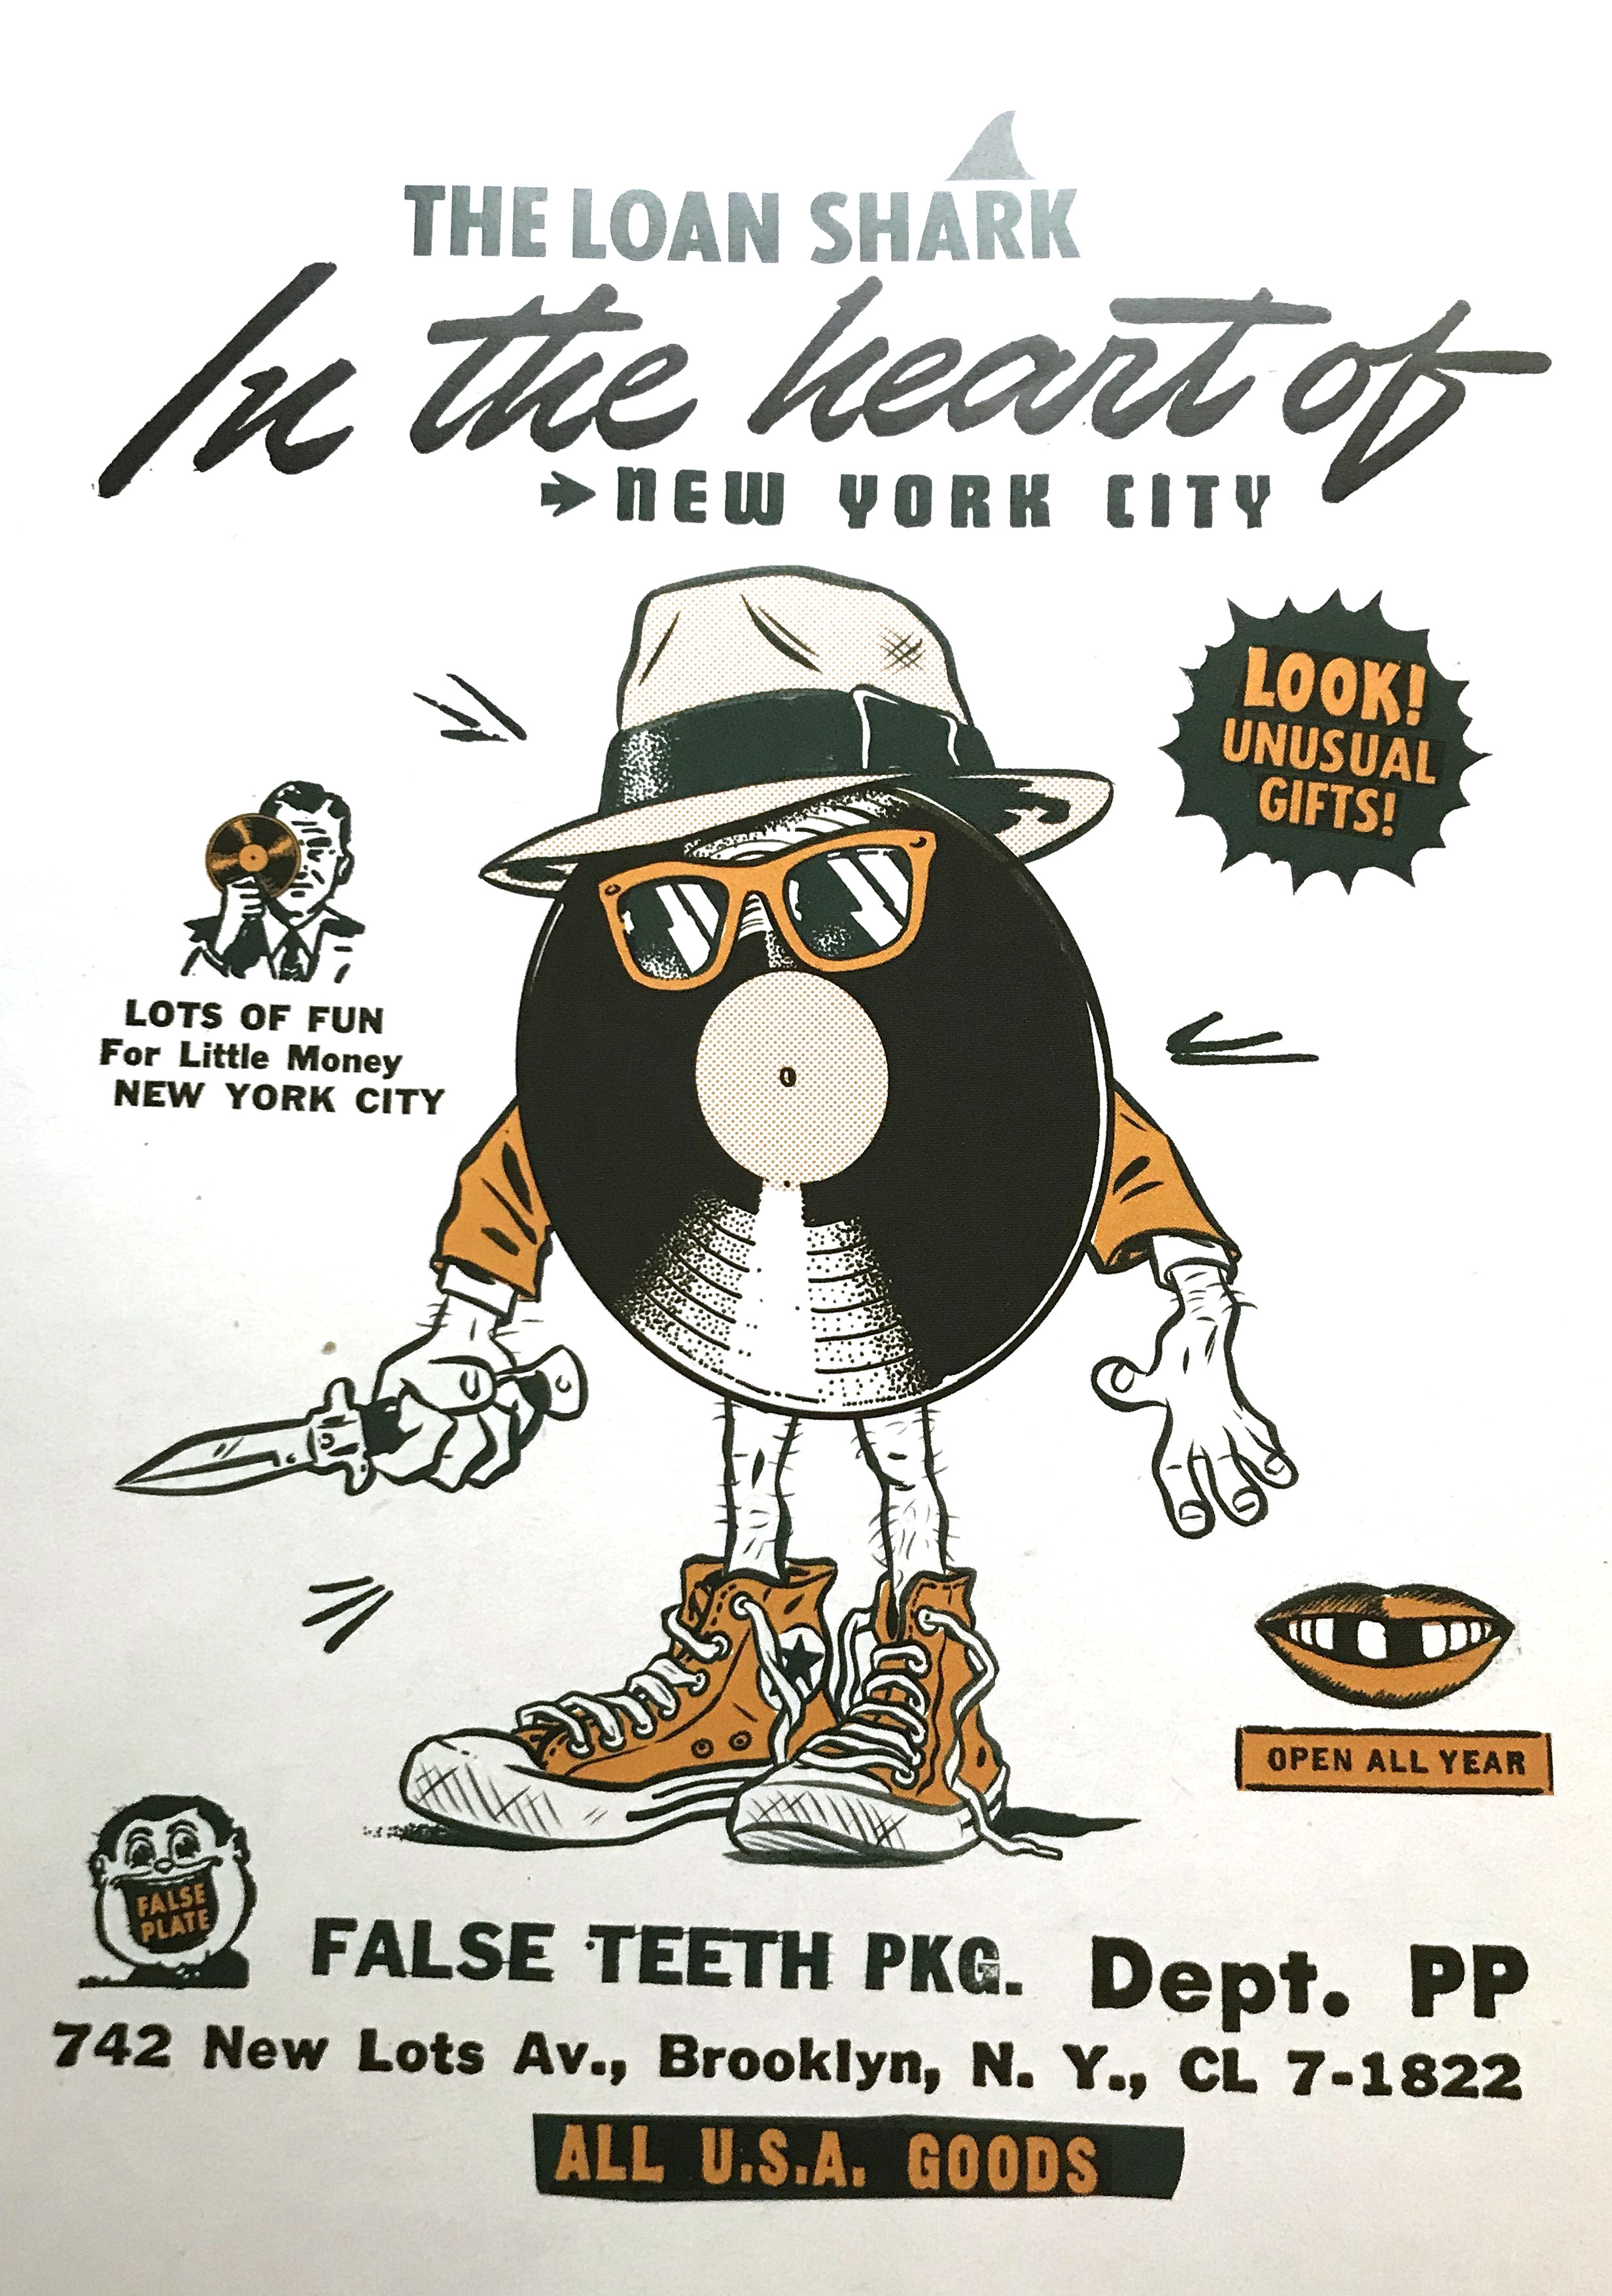 THE LOAN SHARK
In the heart of
NEW YORK CITY
LOOK!
UNUSUAL
GIFTS!
LOTS OF FUN
For Little Money
NEW YORK CITY
OPEN ALL YEAR
FALSE
PLATE
FALSE TEETH PKG. Dept. PP
742 New Lots Av., Brooklyn, N. Y., CL 7-1822
ALL U.S.A. GOODS